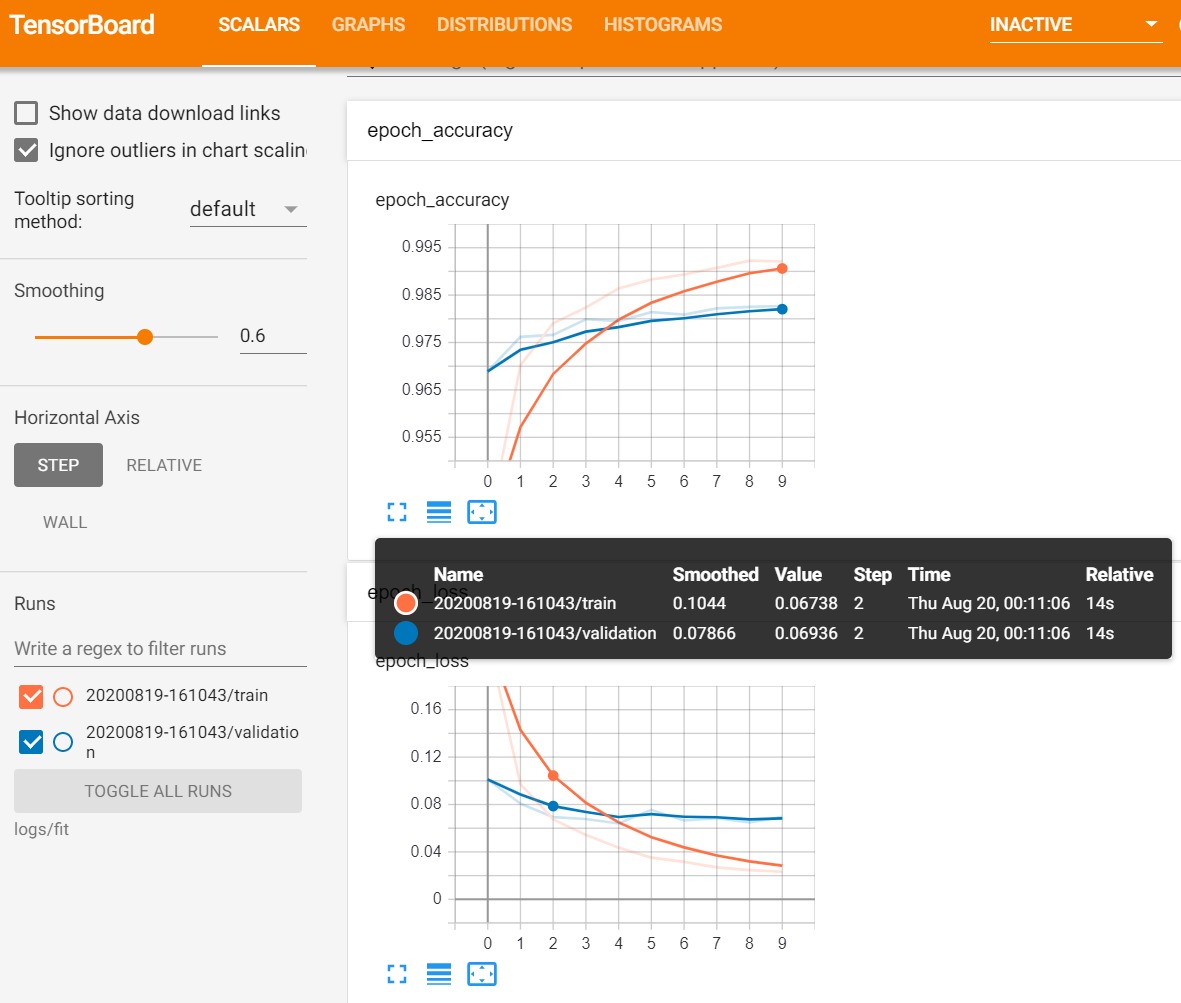 TensorBoard SCALARS GRAPHS DISTRIBUTIONS HISTOGRAMS INACTIVE
Show data download links
Ignore outliers in chart scalin
Tooltip sorting
method:
default
Smoothing
0.6
Horizontal Axis
STEP RELATIVE
WALL
Runs
Write a regex to filter runs
20200819-161043/train
20200819-161043/validatio
n
TOGGLE ALL RUNS
logs/fit
epoch_accuracy
epoch_accuracy
0.995
0.985
0.975
0.965
0.955
0 1 2 3 4 5 6 7 8 9
epoch_loss
Name Smoothed Value Step Time Relative
20200819-161043/train 0.1044 0.06738 2 Thu Aug 20, 00:11:06 14s
20200819-161043/validation 0.07866 0.06936 2 Thu Aug 20, 00:11:06 14s
epoch_loss
0.16
0.12
0.08
0.04
0
0 1 2 3 4 5 6 7 8 9